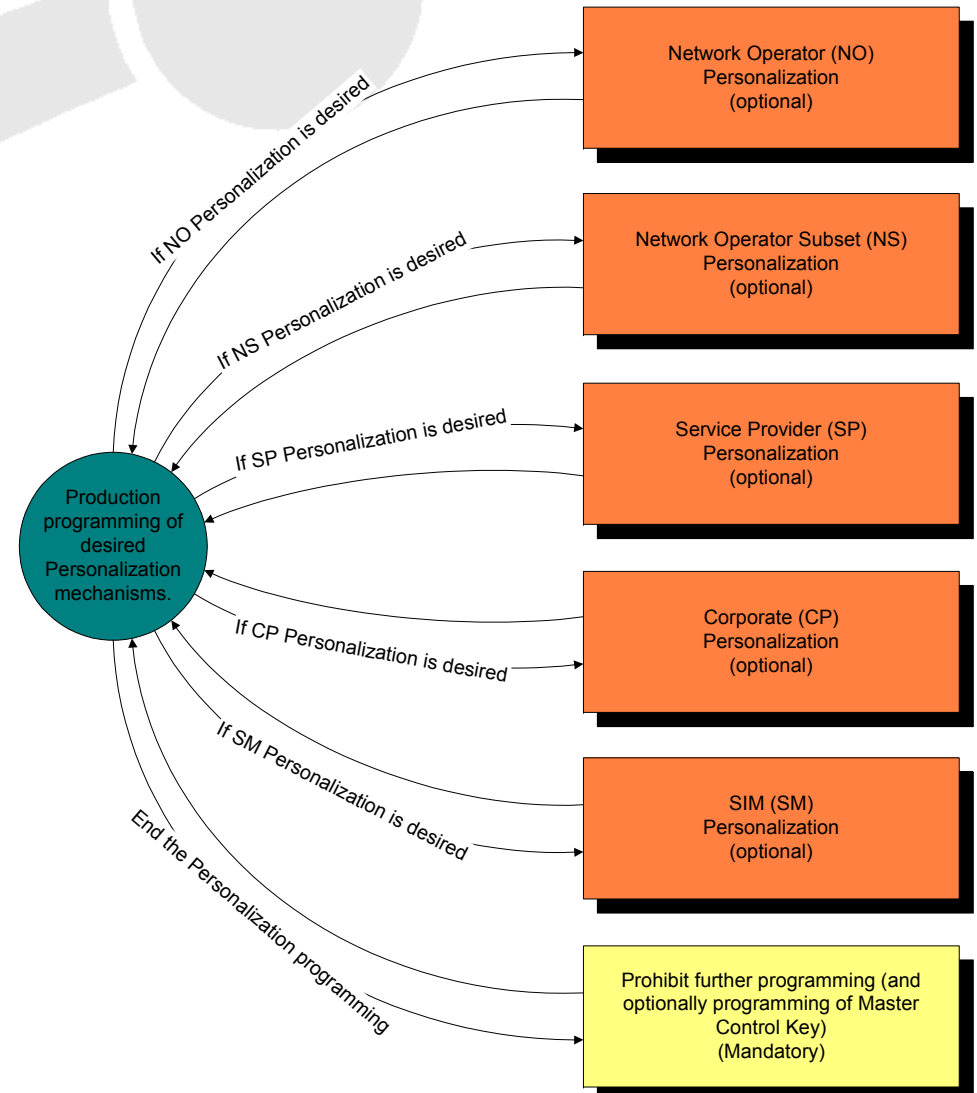 Network Operator (NO)
Personalization
(optional)
If NO Personalization is desired
Network Operator Subset (NS)
Personalization
(optional)
If NS Personalization is desired
Service Provider (SP)
Personalization
(optional)
If SP Personalization is desired
Production
programming of
desired
Personalization
mechanisms.
Corporate (CP)
Personalization
(optional)
If CP Personalization is desired
SIM (SM)
Personalization
(optional)
If SM Personalization is desired
End the Personalization programming
Prohibit further programming (and
optionally programming of Master
Control Key)
(Mandatory)